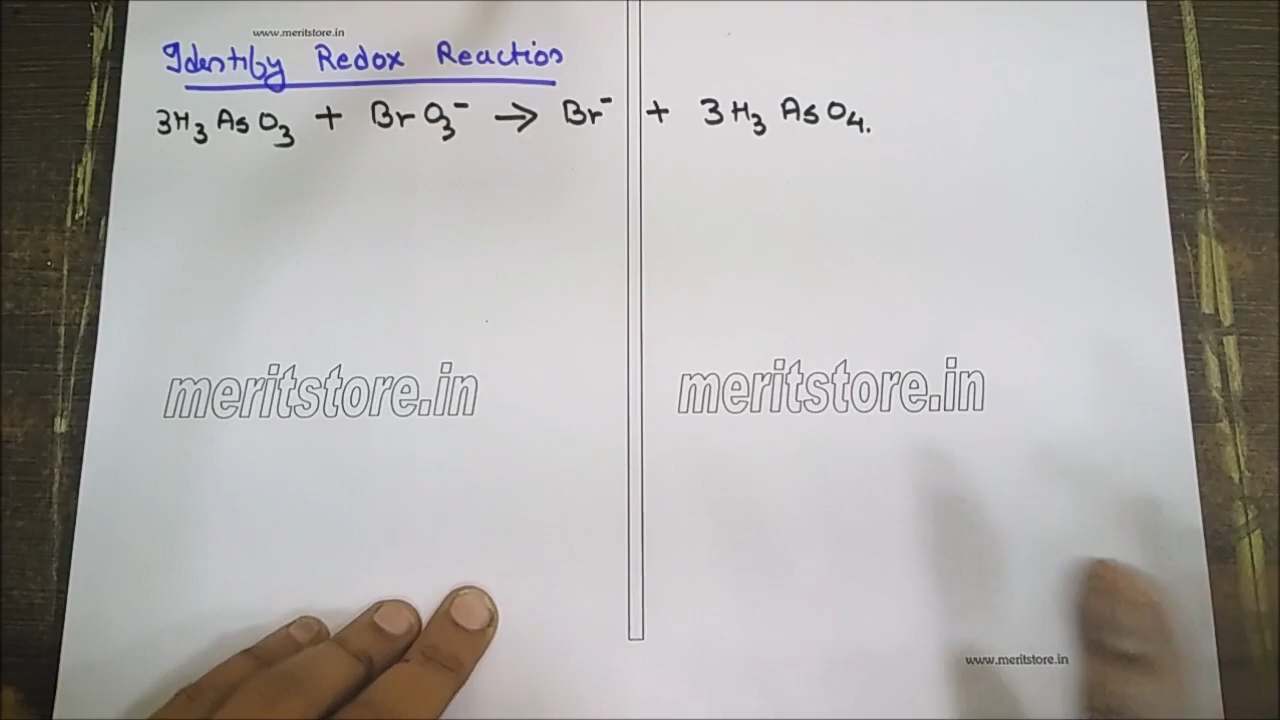 www.meritstore.in
Identify Redox Reaction
3H₃AsO₃ + BrO₃⁻ → Br⁻ + 3H₃AsO₄.
meritstore.in meritstore.in
www.meritstore.in